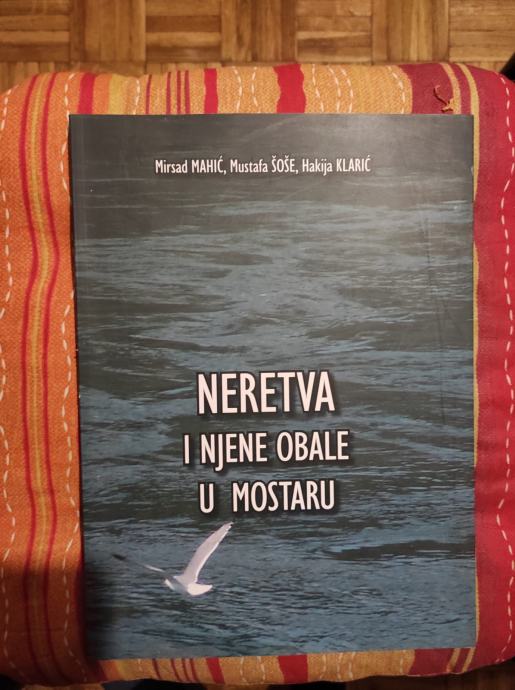 Mirsad MAHIĆ, Mustafa ŠOŠE, Hakija KLARIĆ
NERETVA
I NJENE OBALE
U MOSTARU